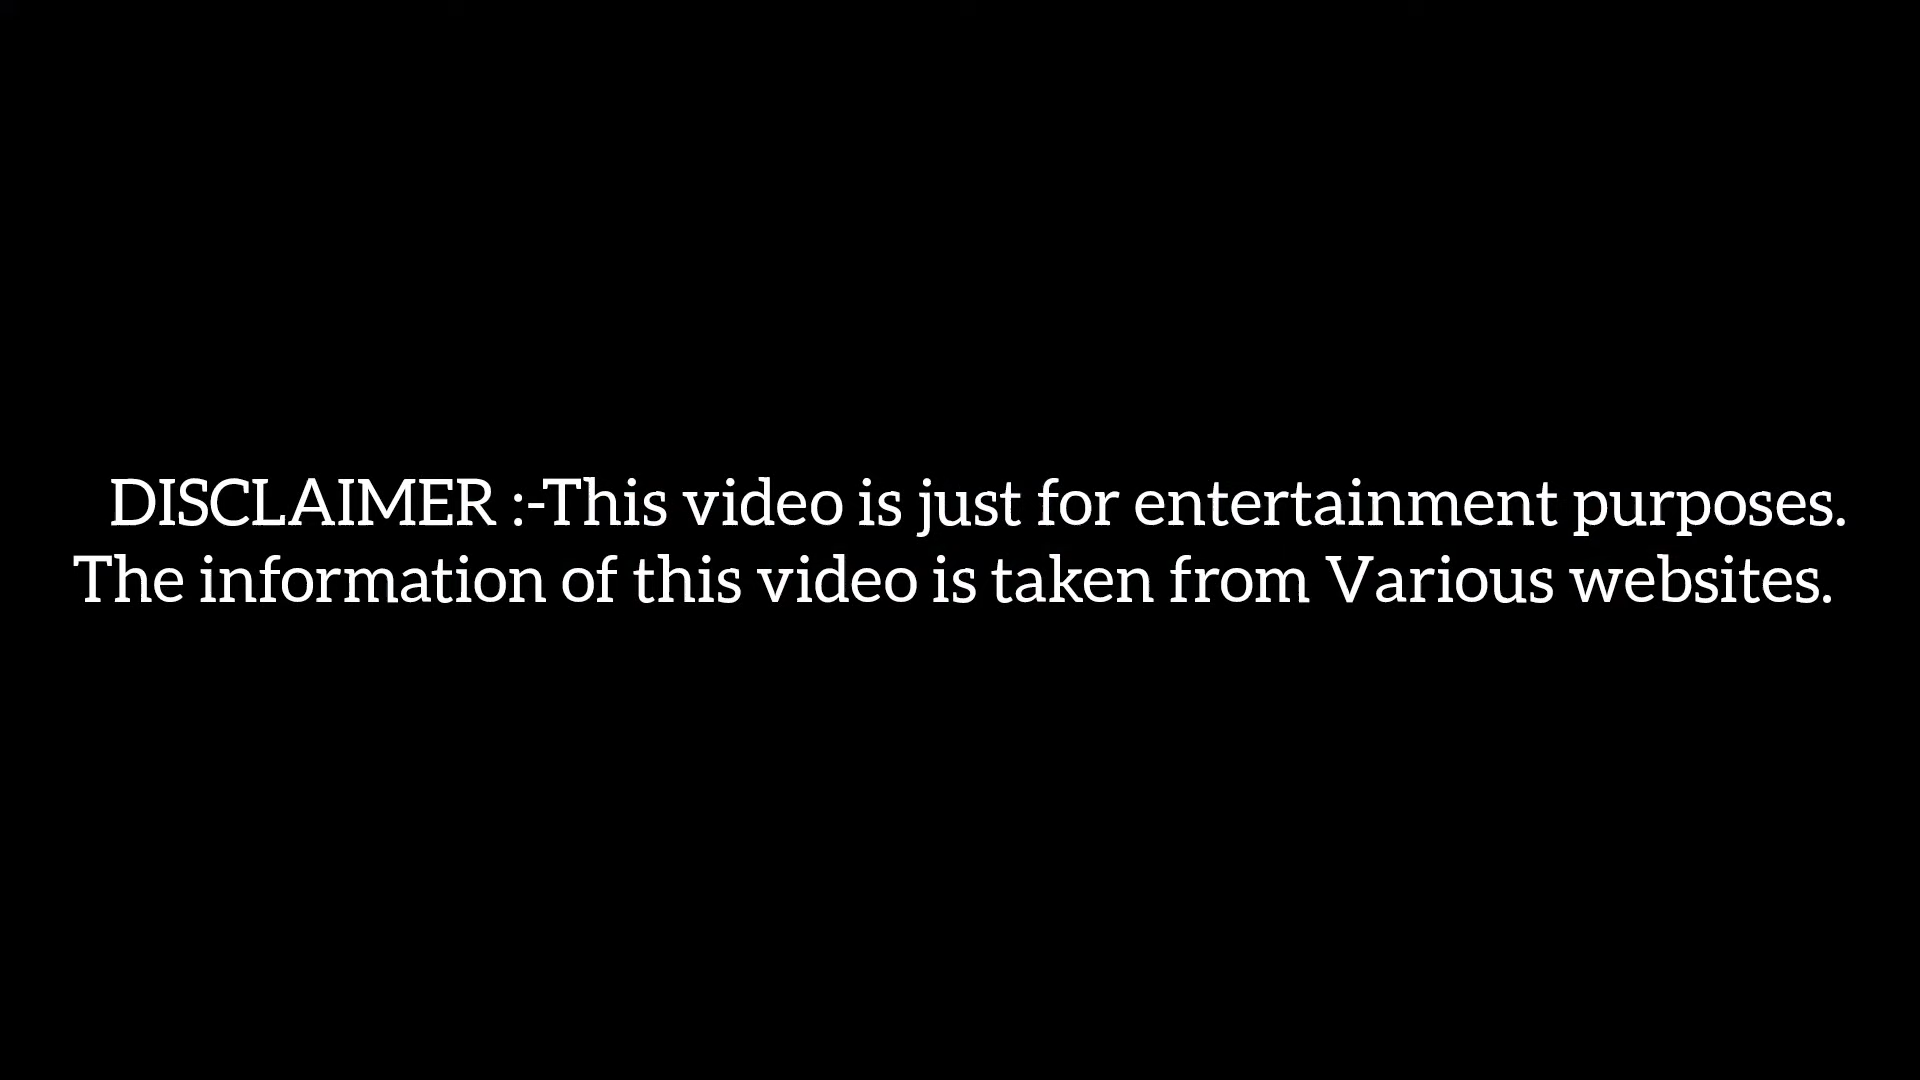 DISCLAIMER :-This video is just for entertainment purposes.
The information of this video is taken from Various websites.